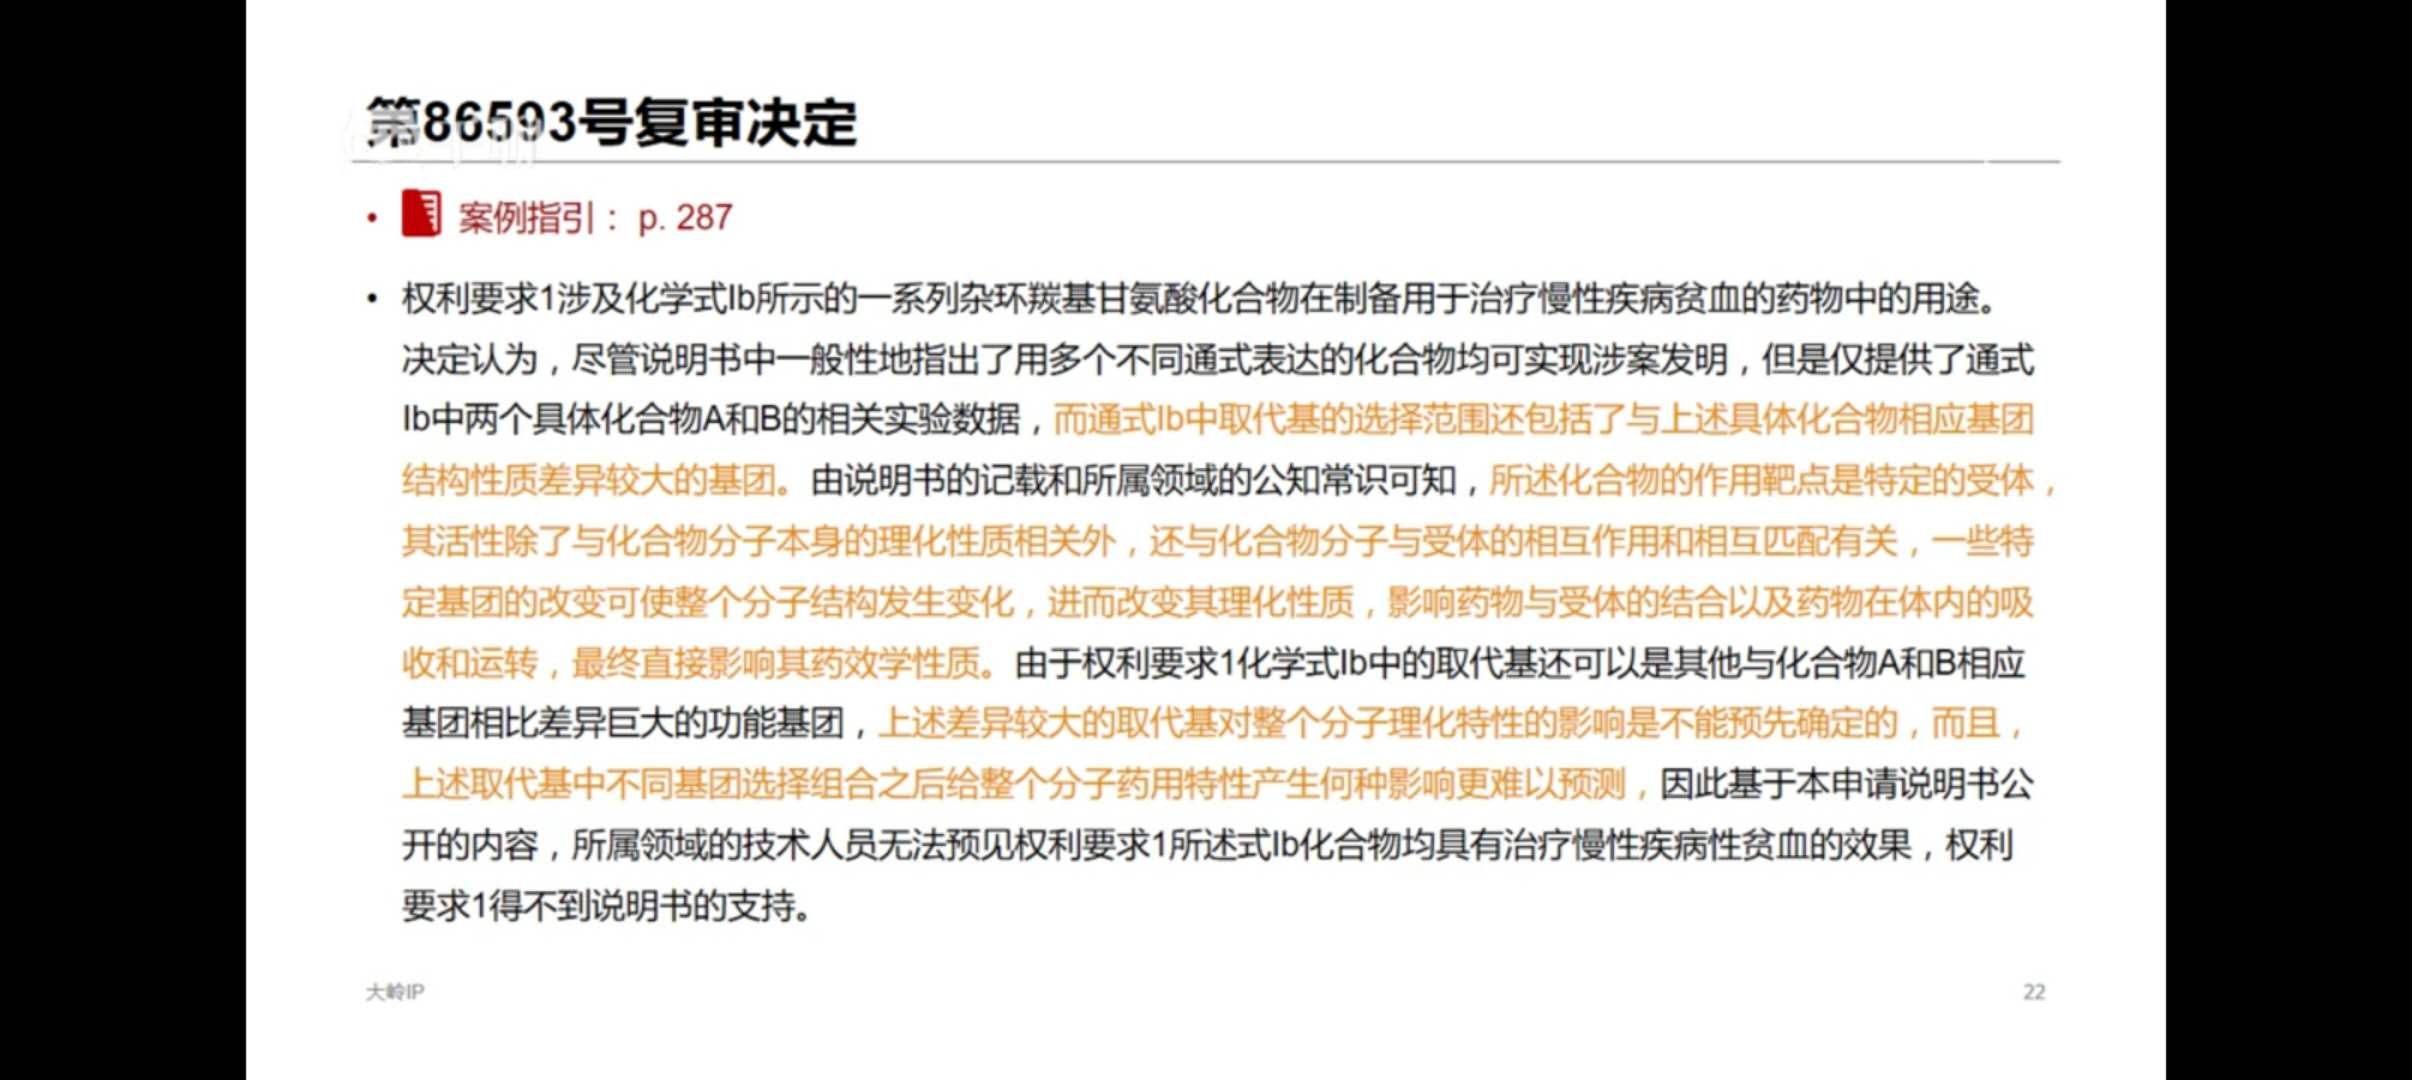 第86593号复审决定
• 案例指引： p. 287
• 权利要求1涉及化学式Ib所示的一系列杂环羰基甘氨酸化合物在制备用于治疗慢性疾病贫血的药物中的用途。
决定认为，尽管说明书中一般性地指出了用多个不同通式表达的化合物均可实现涉案发明，但是仅提供了通式
Ib中两个具体化合物A和B的相关实验数据，而通式Ib中取代基的选择范围还包括了与上述具体化合物相应基团
结构性质差异较大的基团。由说明书的记载和所属领域的公知常识可知，所述化合物的作用靶点是特定的受体，
其活性除了与化合物分子本身的理化性质相关外，还与化合物分子与受体的相互作用和相互匹配有关，一些特
定基团的改变可使整个分子结构发生变化，进而改变其理化性质，影响药物与受体的结合以及药物在体内的吸
收和运转，最终直接影响其药效学性质。由于权利要求1化学式Ib中的取代基还可以是其他与化合物A和B相应
基团相比差异巨大的功能基团，上述差异较大的取代基对整个分子理化特性的影响是不能预先确定的，而且，
上述取代基中不同基团选择组合之后给整个分子药用特性产生何种影响更难以预测，因此基于本申请说明书公
开的内容，所属领域的技术人员无法预见权利要求1所述式Ib化合物均具有治疗慢性疾病性贫血的效果，权利
要求1得不到说明书的支持。
大岭IP
22